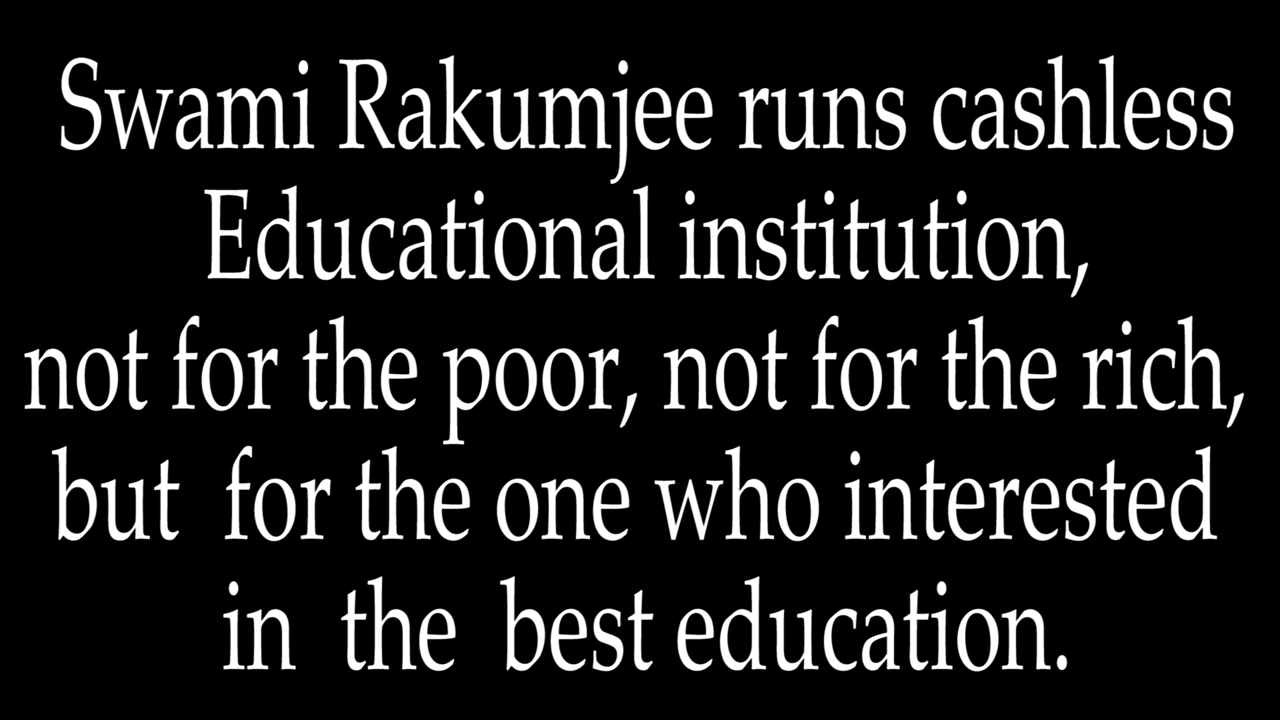 Swami Rakumjee runs cashless
Educational institution,
not for the poor, not for the rich,
but for the one who interested
in the best education.